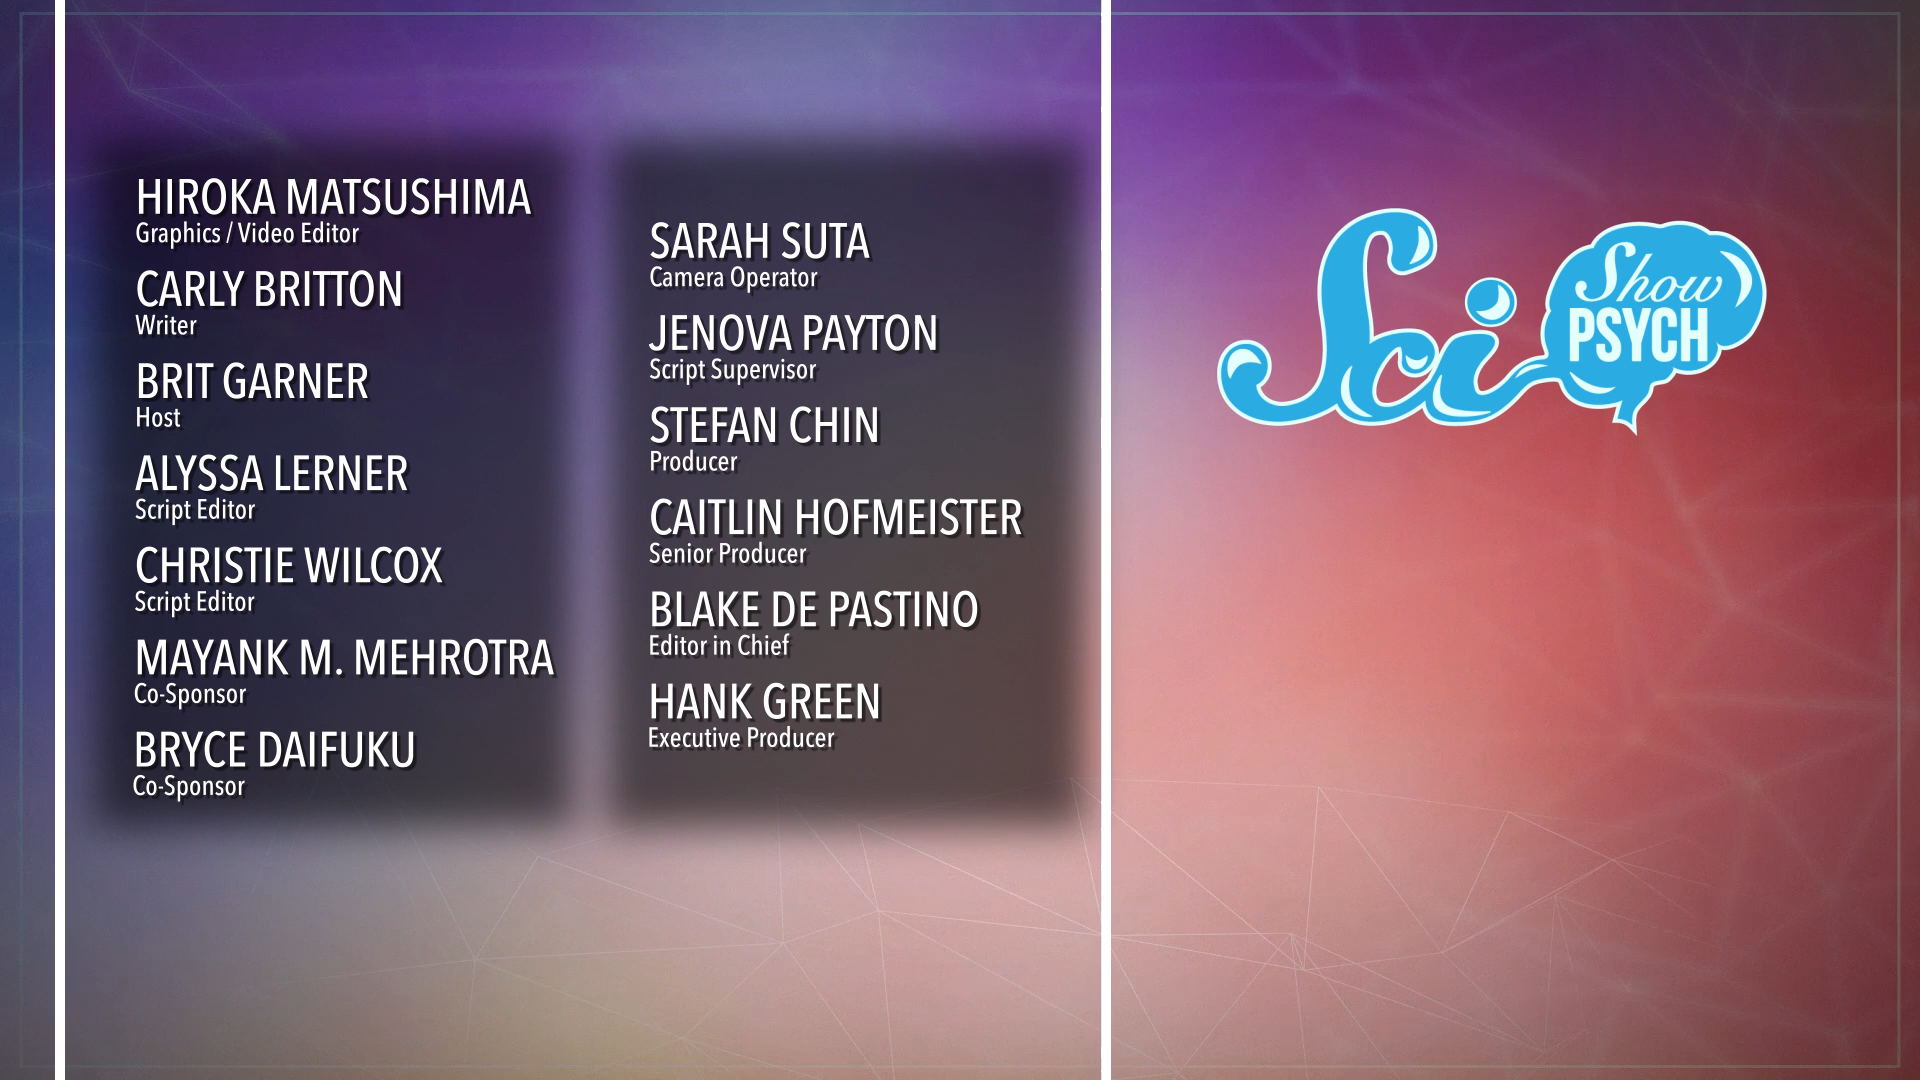 HIROKA MATSUSHIMA
Graphics / Video Editor
CARLY BRITTON
Writer
BRIT GARNER
Host
ALYSSA LERNER
Script Editor
CHRISTIE WILCOX
Script Editor
MAYANK M. MEHROTRA
Co-Sponsor
BRYCE DAIFUKU
Co-Sponsor
SARAH SUTA
Camera Operator
JENOVA PAYTON
Script Supervisor
STEFAN CHIN
Producer
CAITLIN HOFMEISTER
Senior Producer
BLAKE DE PASTINO
Editor in Chief
HANK GREEN
Executive Producer
Sci
Show
PSYCH